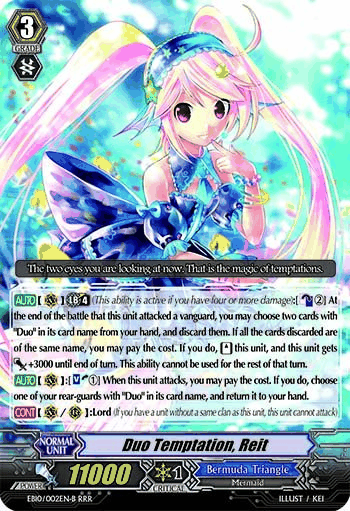 3
GRADE
The two eyes you are looking at now. That is the magic of temptations.
AUTO [ ] LB 4 (This ability is active if you have four or more damage):[ ②] At
the end of the battle that this unit attacked a vanguard, you may choose two cards with
"Duo" in its card name from your hand, and discard them. If all the cards discarded are
of the same name, you may pay the cost. If you do, [ ] this unit, and this unit gets
+3000 until end of turn. This ability cannot be used for the rest of that turn.
AUTO [ ]:[V ①] When this unit attacks, you may pay the cost. If you do, choose
one of your rear-guards with "Duo" in its card name, and return it to your hand.
CONT [ / ]:Lord (If you have a unit without a same clan as this unit, this unit cannot attack)
NORMAL
UNIT
Duo Temptation, Reit
POWER 11000 1 CRITICAL
Bermuda Triangle
Mermaid
EB10/002EN-B RRR ILLUST / KEI